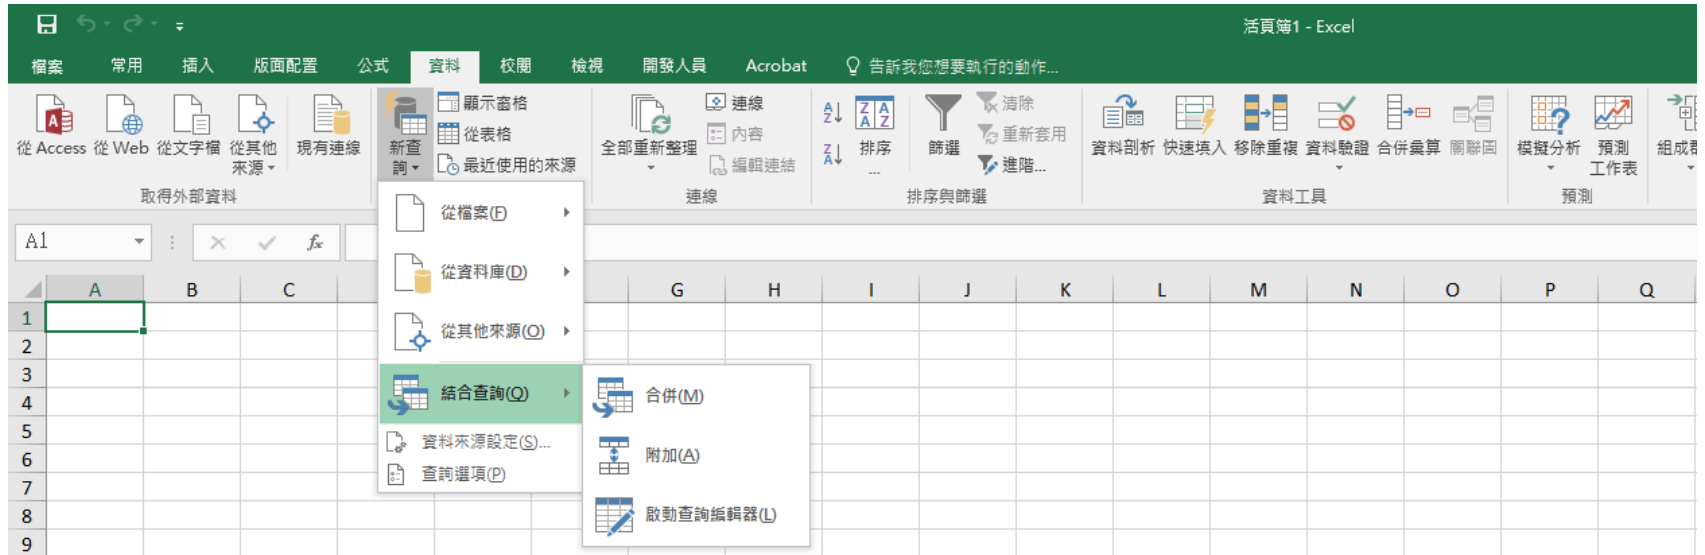 活頁簿1 - Excel
檔案 常用 插入 版面配置 公式 資料 校閱 檢視 開發人員 Acrobat 告訴我您想要執行的動作...
從 Access 從 Web 從文字檔 從其他來源 現有連線
取得外部資料
新查詢
顯示窗格
從表格
最近使用的來源
全部重新整理
連線
內容
編輯連結
連線
排序...
篩選
清除
重新套用
進階...
排序與篩選
資料剖析 快速填入 移除重複 資料驗證 合併彙算 關聯圖
資料工具
模擬分析 預測工作表
預測
組成
A1
fx
A B C G H I J K L M N O P Q
1
2
3
4
5
6
7
8
9
從檔案(F)
從資料庫(D)
從其他來源(O)
結合查詢(Q)
資料來源設定(S)...
查詢選項(P)
合併(M)
附加(A)
啟動查詢編輯器(L)